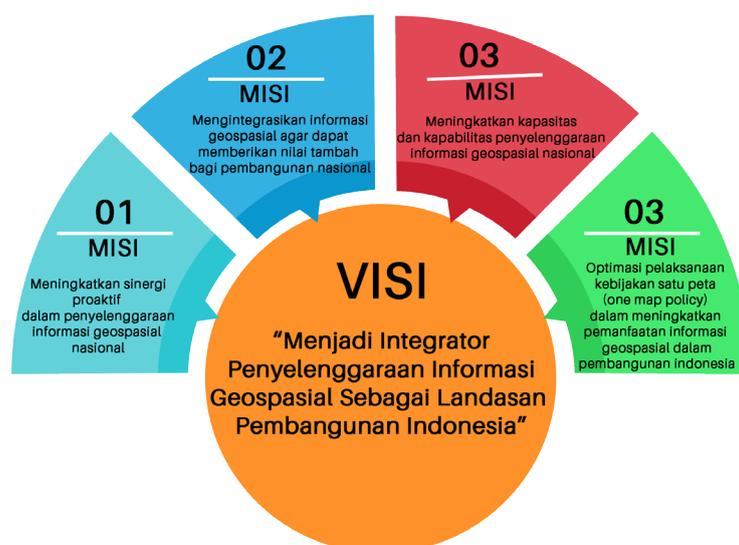 01
MISI
Meningkatkan sinergi
proaktif
dalam penyelenggaraan
informasi geospasial
nasional
02
MISI
Mengintegrasikan informasi
geospasial agar dapat
memberikan nilai tambah
bagi pembangunan nasional
03
MISI
Meningkatkan kapasitas
dan kapabilitas penyelenggaraan
informasi geospasial nasional
03
MISI
Optimasi pelaksanaan
kebijakan satu peta
(one map policy)
dalam meningkatkan
pemanfaatan informasi
geospasial dalam
pembangunan indonesia
VISI
“Menjadi Integrator
Penyelenggaraan Informasi
Geospasial Sebagai Landasan
Pembangunan Indonesia”